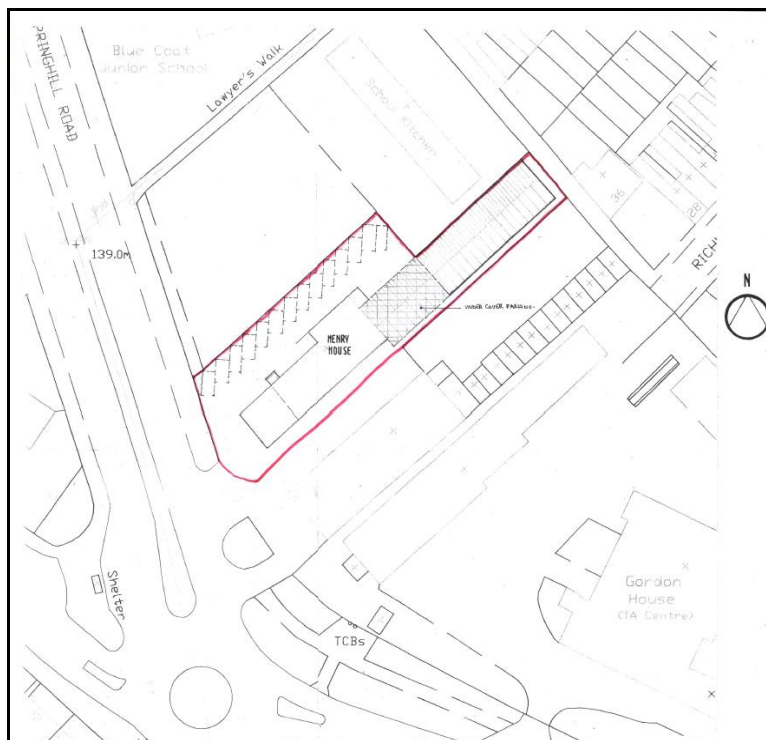 PRINGHILL ROAD
Blue Coat
Junior School
Lawyer's Walk
School Kitchen
139.0m
36
28
RICH
N
UNDER COVER PARKING
HENRY
HOUSE
Shelter
TCBs
Gordon
House
(TA Centre)